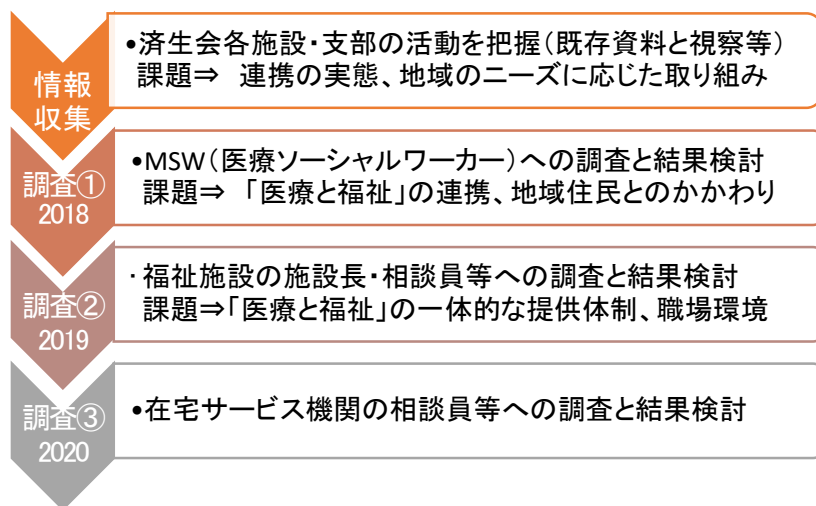 情報
収集
•済生会各施設・支部の活動を把握（既存資料と視察等）
課題⇒　連携の実態、地域のニーズに応じた取り組み
調査①
2018
•MSW（医療ソーシャルワーカー）への調査と結果検討
課題⇒　「医療と福祉」の連携、地域住民とのかかわり
調査②
2019
・福祉施設の施設長・相談員等への調査と結果検討
課題⇒「医療と福祉」の一体的な提供体制、職場環境
調査③
2020
•在宅サービス機関の相談員等への調査と結果検討